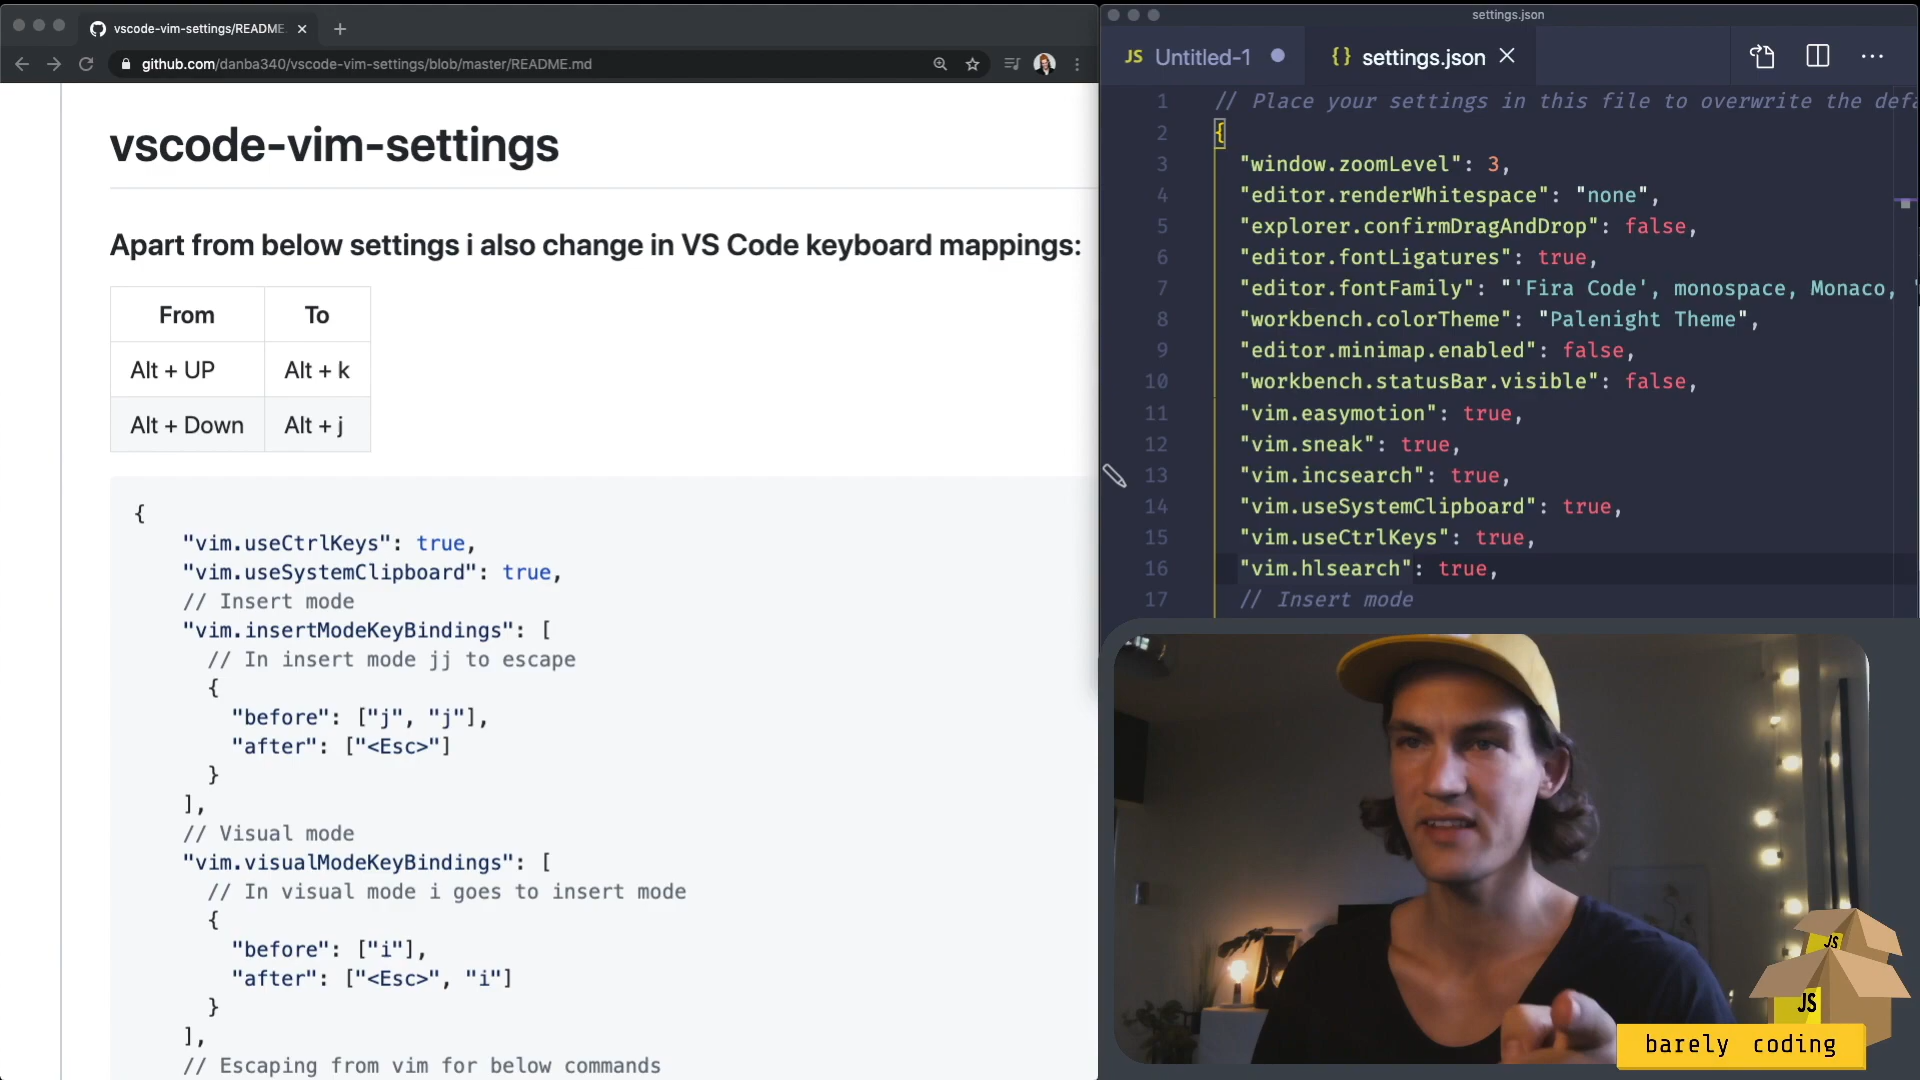 vscode-vim-settings/README
github.com/danba340/vscode-vim-settings/blob/master/README.md
vscode-vim-settings
Apart from below settings i also change in VS Code keyboard mappings:
From To
Alt + UP Alt + k
Alt + Down Alt + j
{
"vim.useCtrlKeys": true,
"vim.useSystemClipboard": true,
// Insert mode
"vim.insertModeKeyBindings": [
// In insert mode jj to escape
{
"before": ["j", "j"],
"after": ["<Esc>"]
}
],
// Visual mode
"vim.visualModeKeyBindings": [
// In visual mode i goes to insert mode
{
"before": ["i"],
"after": ["<Esc>", "i"]
}
],
// Escaping from vim for below commands
settings.json
JS Untitled-1
{} settings.json
1 // Place your settings in this file to overwrite the defa
2 {
3 "window.zoomLevel": 3,
4 "editor.renderWhitespace": "none",
5 "explorer.confirmDragAndDrop": false,
6 "editor.fontLigatures": true,
7 "editor.fontFamily": "'Fira Code', monospace, Monaco, '
8 "workbench.colorTheme": "Palenight Theme",
9 "editor.minimap.enabled": false,
10 "workbench.statusBar.visible": false,
11 "vim.easymotion": true,
12 "vim.sneak": true,
13 "vim.incsearch": true,
14 "vim.useSystemClipboard": true,
15 "vim.useCtrlKeys": true,
16 "vim.hlsearch": true,
17 // Insert mode
JS
JS
barely coding